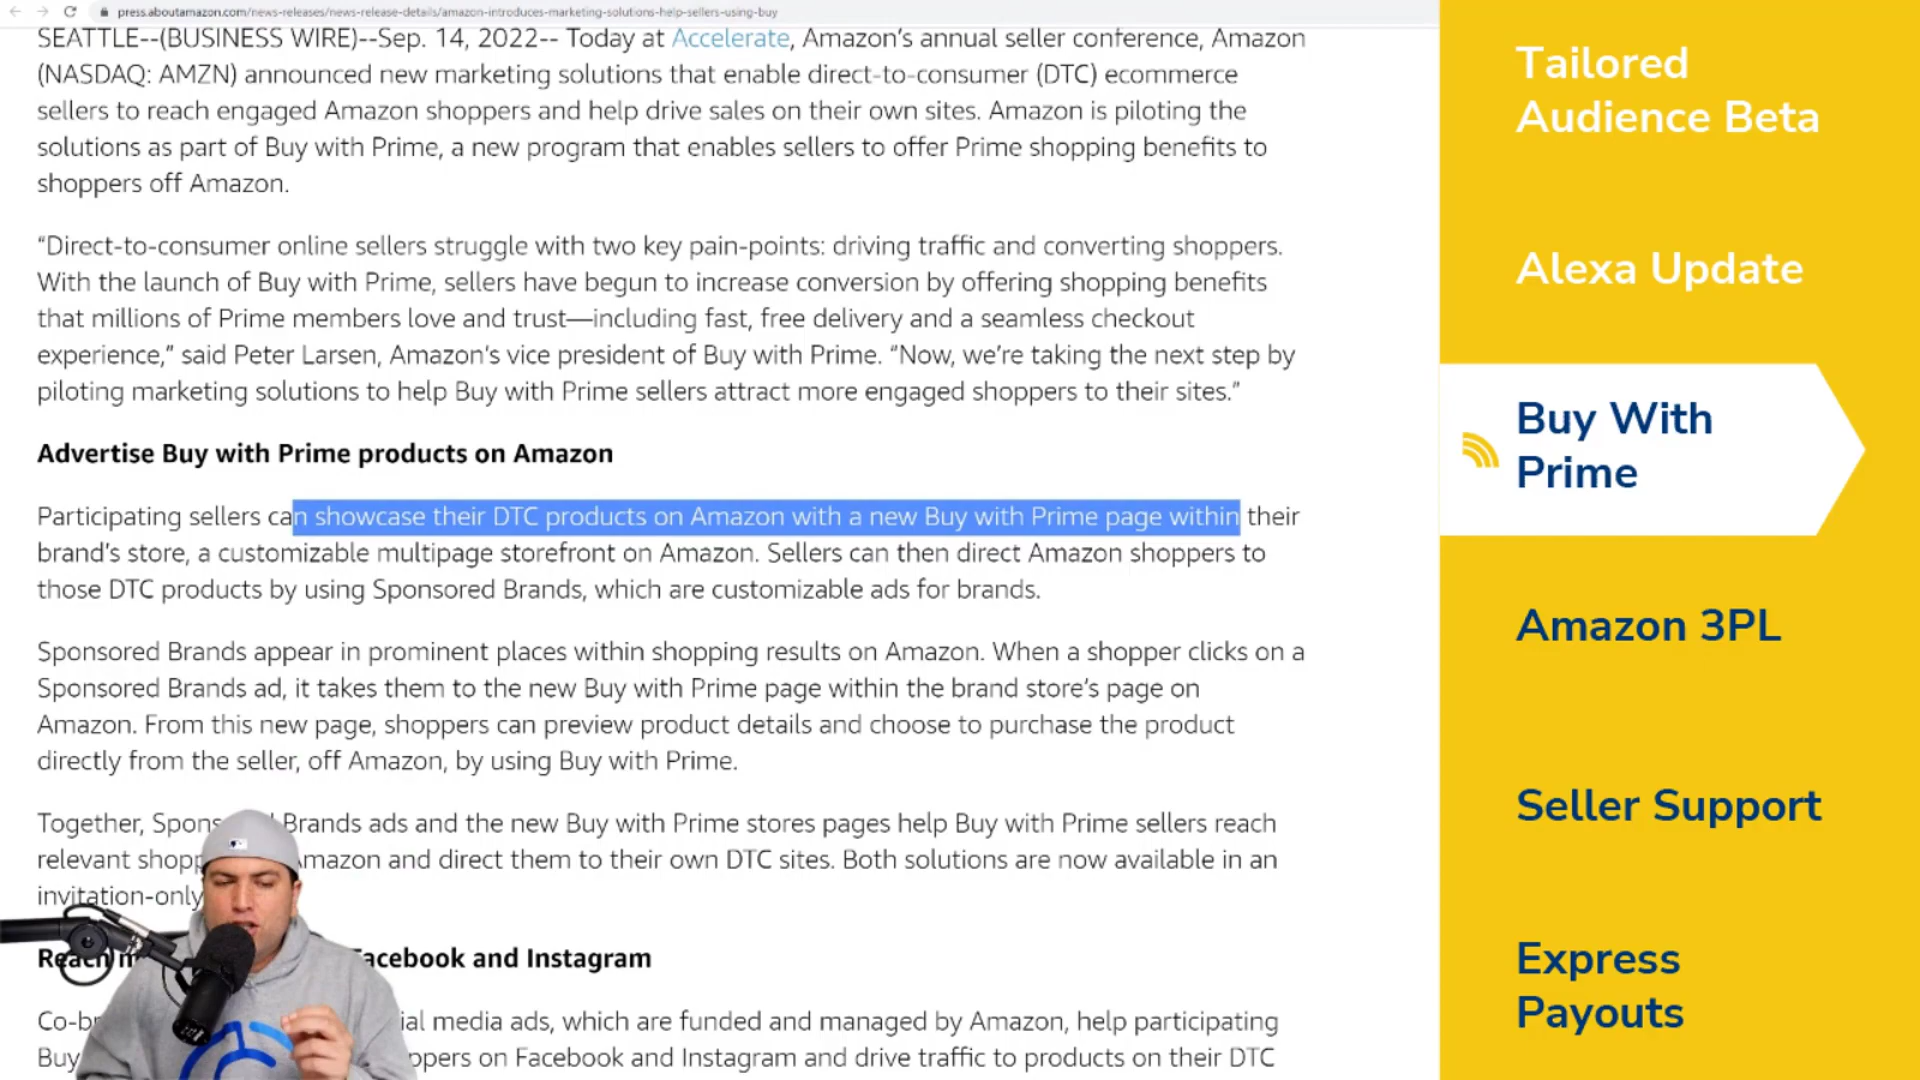 press.aboutamazon.com/news-releases/news-release-details/amazon-introduces-marketing-solutions-help-sellers-using-buy
SEATTLE--(BUSINESS WIRE)--Sep. 14, 2022-- Today at Accelerate, Amazon’s annual seller conference, Amazon
(NASDAQ: AMZN) announced new marketing solutions that enable direct-to-consumer (DTC) ecommerce
sellers to reach engaged Amazon shoppers and help drive sales on their own sites. Amazon is piloting the
solutions as part of Buy with Prime, a new program that enables sellers to offer Prime shopping benefits to
shoppers off Amazon.
“Direct-to-consumer online sellers struggle with two key pain-points: driving traffic and converting shoppers.
With the launch of Buy with Prime, sellers have begun to increase conversion by offering shopping benefits
that millions of Prime members love and trust—including fast, free delivery and a seamless checkout
experience,” said Peter Larsen, Amazon’s vice president of Buy with Prime. “Now, we’re taking the next step by
piloting marketing solutions to help Buy with Prime sellers attract more engaged shoppers to their sites.”
Advertise Buy with Prime products on Amazon
Participating sellers can showcase their DTC products on Amazon with a new Buy with Prime page within their
brand’s store, a customizable multipage storefront on Amazon. Sellers can then direct Amazon shoppers to
those DTC products by using Sponsored Brands, which are customizable ads for brands.
Sponsored Brands appear in prominent places within shopping results on Amazon. When a shopper clicks on a
Sponsored Brands ad, it takes them to the new Buy with Prime page within the brand store’s page on
Amazon. From this new page, shoppers can preview product details and choose to purchase the product
directly from the seller, off Amazon, by using Buy with Prime.
Together, Brands ads and the new Buy with Prime stores pages help Buy with Prime sellers reach
relevant Amazon and direct them to their own DTC sites. Both solutions are now available in an
invitation-only
Reach Facebook and Instagram
media ads, which are funded and managed by Amazon, help participating
Buy on Facebook and Instagram and drive traffic to products on their DTC
Tailored
Audience Beta
Alexa Update
Buy With
Prime
Amazon 3PL
Seller Support
Express
Payouts